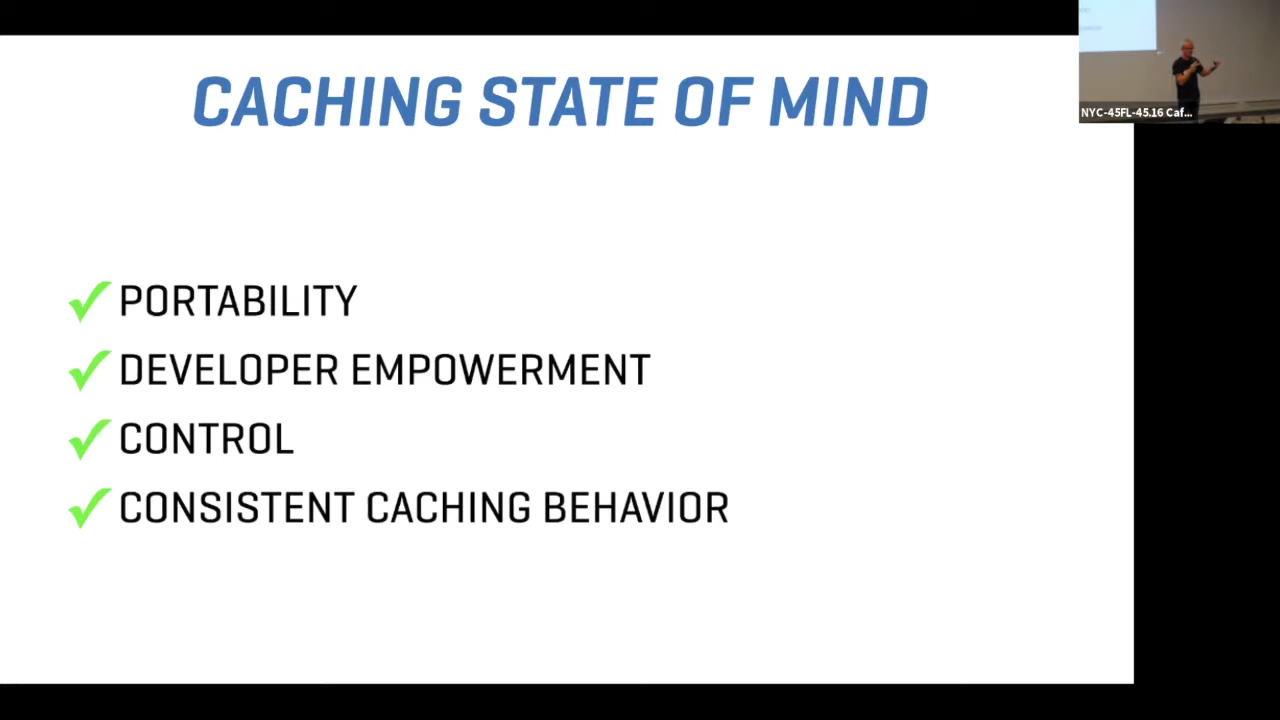 CACHING STATE OF MIND
NYC-45FL-45.16 Caf...
✓ PORTABILITY
✓ DEVELOPER EMPOWERMENT
✓ CONTROL
✓ CONSISTENT CACHING BEHAVIOR